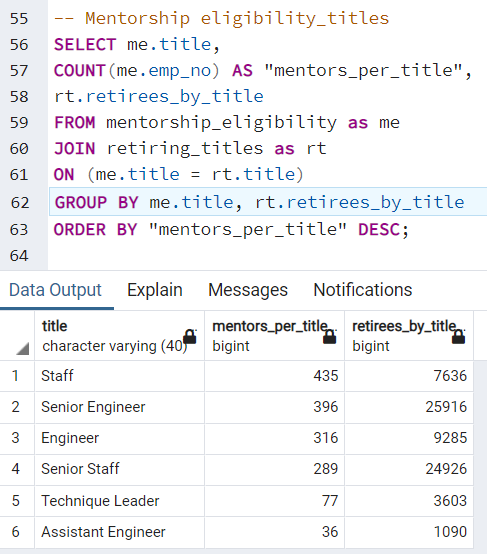 55 -- Mentorship eligibility_titles
56 SELECT me.title,
57 COUNT(me.emp_no) AS "mentors_per_title",
58 rt.retirees_by_title
59 FROM mentorship_eligibility as me
60 JOIN retiring_titles as rt
61 ON (me.title = rt.title)
62 GROUP BY me.title, rt.retirees_by_title
63 ORDER BY "mentors_per_title" DESC;
64
Data Output Explain Messages Notifications
title mentors_per_title.. retirees_by_title..
character varying (40) bigint bigint
1 Staff 435 7636
2 Senior Engineer 396 25916
3 Engineer 316 9285
4 Senior Staff 289 24926
5 Technique Leader 77 3603
6 Assistant Engineer 36 1090